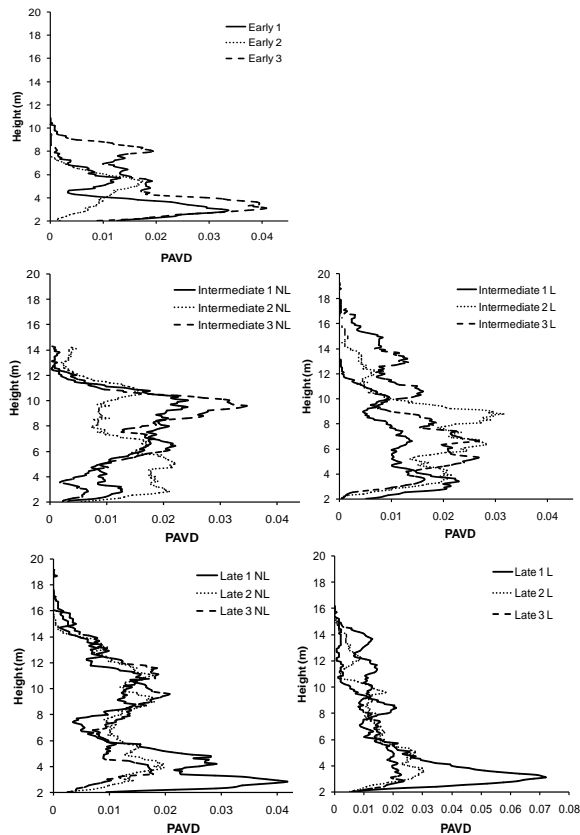 20
18
16
14
12
10
8
6
4
2
Height (m)
0 0.01 0.02 0.03 0.04
PAVD
Early 1
Early 2
Early 3
20
18
16
14
12
10
8
6
4
2
Height (m)
0 0.01 0.02 0.03 0.04
PAVD
Intermediate 1 NL
Intermediate 2 NL
Intermediate 3 NL
20
18
16
14
12
10
8
6
4
2
Height (m)
0 0.01 0.02 0.03 0.04
PAVD
Intermediate 1 L
Intermediate 2 L
Intermediate 3 L
20
18
16
14
12
10
8
6
4
2
Height (m)
0 0.01 0.02 0.03 0.04
PAVD
Late 1 NL
Late 2 NL
Late 3 NL
20
18
16
14
12
10
8
6
4
2
Height (m)
0 0.01 0.02 0.03 0.04 0.05 0.06 0.07 0.08
PAVD
Late 1 L
Late 2 L
Late 3 L